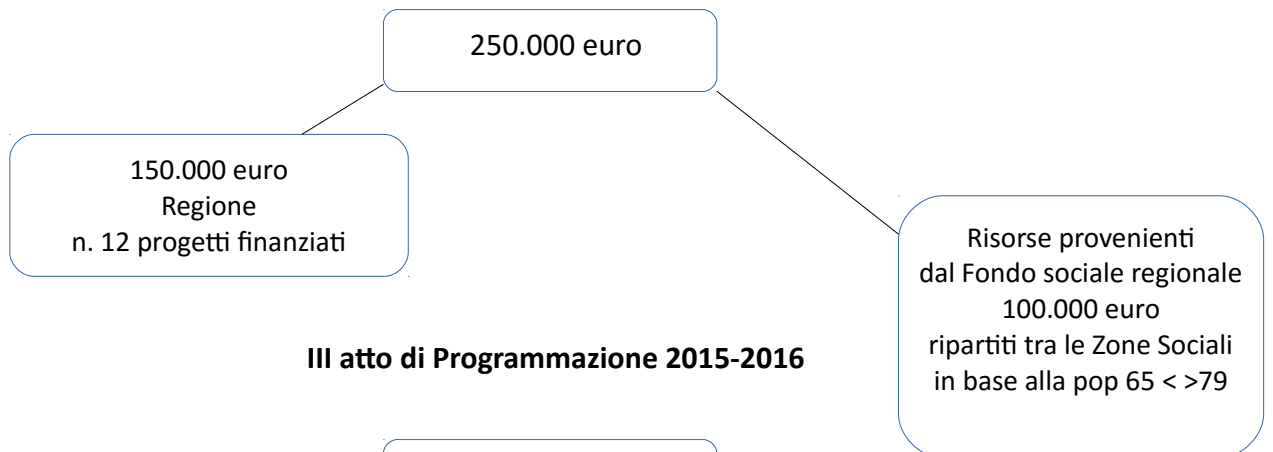 250.000 euro
150.000 euro
Regione
n. 12 progetti finanziati
Risorse provenienti
dal Fondo sociale regionale
100.000 euro
ripartiti tra le Zone Sociali
in base alla pop 65 < >79
III atto di Programmazione 2015-2016